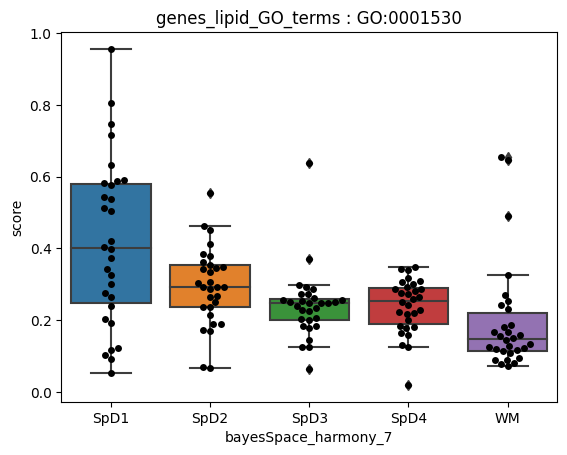 genes_lipid_GO_terms : GO:0001530
1.0
0.8
0.6
0.4
0.2
0.0
score
SpD1 SpD2 SpD3 SpD4 WM
bayesSpace_harmony_7